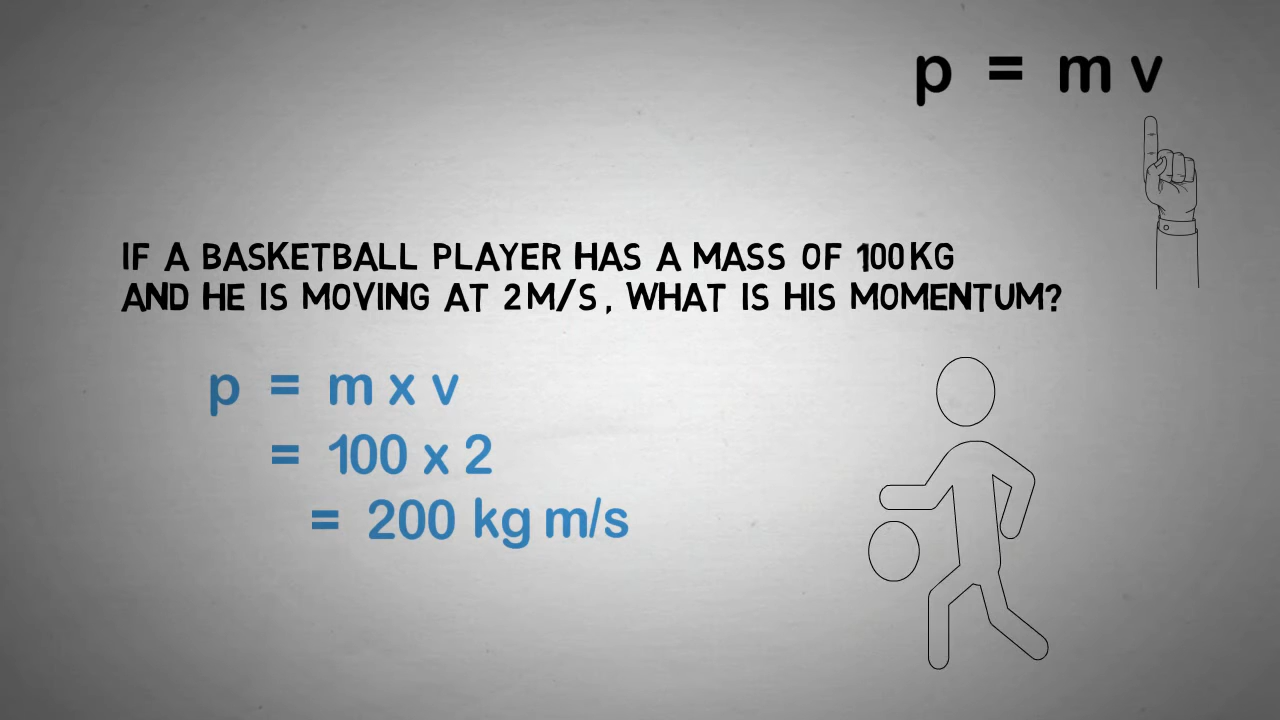 p = m v
IF A BASKETBALL PLAYER HAS A MASS OF 100KG
AND HE IS MOVING AT 2M/S, WHAT IS HIS MOMENTUM?
p = m x v
= 100 x 2
= 200 kg m/s